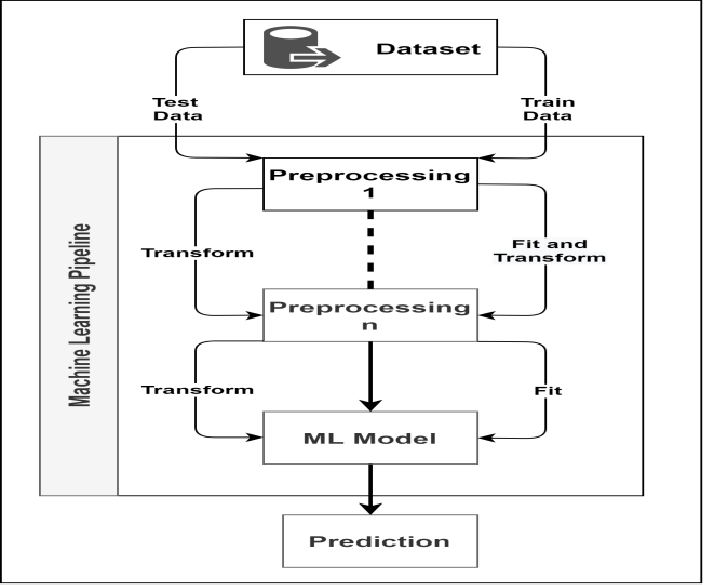 Dataset
Test
Data
Train
Data
Preprocessing
1
Transform
Fit and
Transform
Machine Learning Pipeline
Preprocessing
n
Transform
Fit
ML Model
Prediction